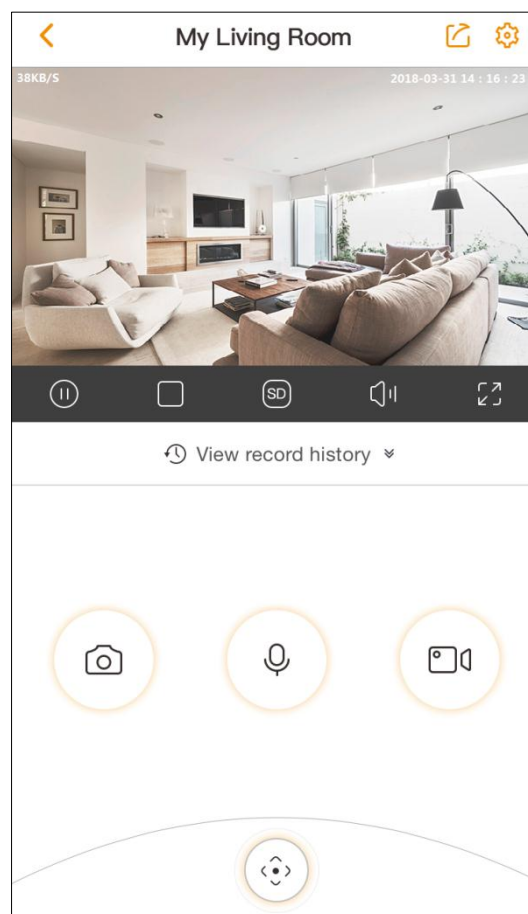 My Living Room
38KB/S
2018-03-31 14 : 16 : 23
SD
View record history